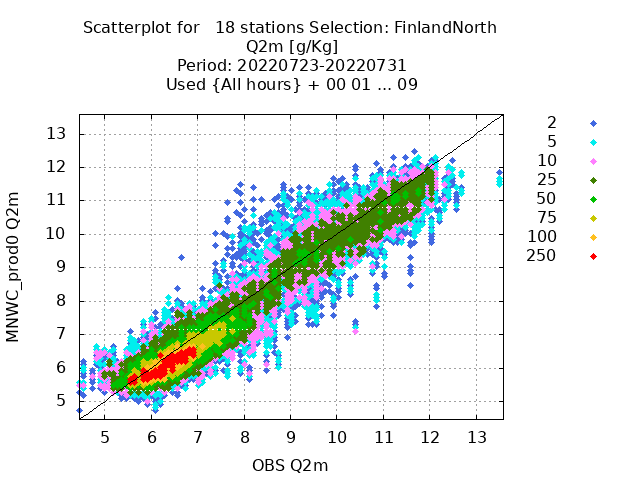 Scatterplot for   18 stations Selection: FinlandNorth
Q2m [g/Kg]
Period: 20220723-20220731
Used {All hours} + 00 01 ... 09
2
5
10
25
50
75
100
250
MNWC_prod0 Q2m
13
12
11
10
9
8
7
6
5
5 6 7 8 9 10 11 12 13
OBS Q2m